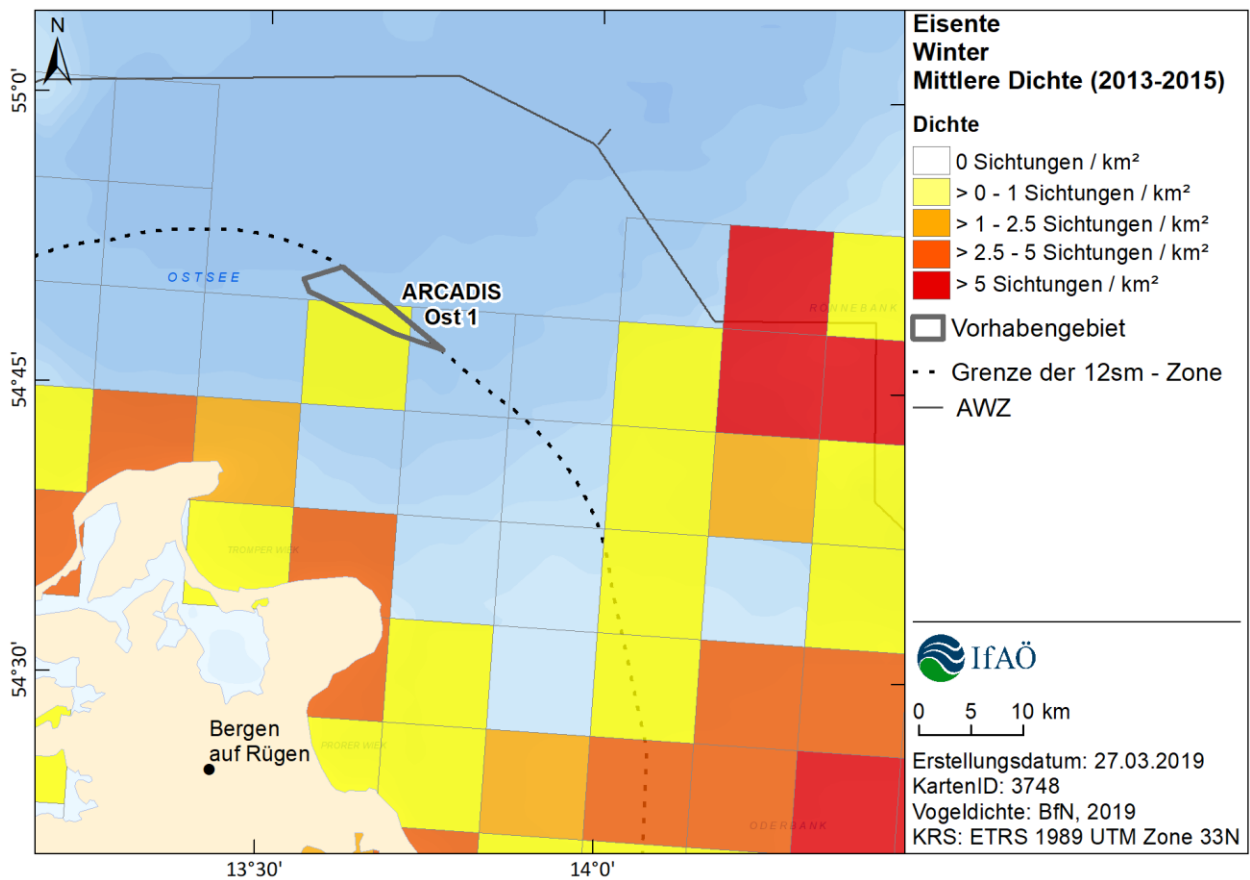 Eisente
Winter
Mittlere Dichte (2013-2015)
Dichte
0 Sichtungen / km²
> 0 - 1 Sichtungen / km²
> 1 - 2.5 Sichtungen / km²
> 2.5 - 5 Sichtungen / km²
> 5 Sichtungen / km²
Vorhabengebiet
Grenze der 12sm - Zone
AWZ
IfAÖ
0 5 10 km
Erstellungsdatum: 27.03.2019
KartenID: 3748
Vogeldichte: BfN, 2019
KRS: ETRS 1989 UTM Zone 33N
N
55°0'
54°45'
54°30'
13°30'
14°0'
OSTSEE
ARCADIS
Ost 1
RÖNNEBANK
TROMPER WIEK
Bergen
auf Rügen
PRORER WIEK
ODERBANK